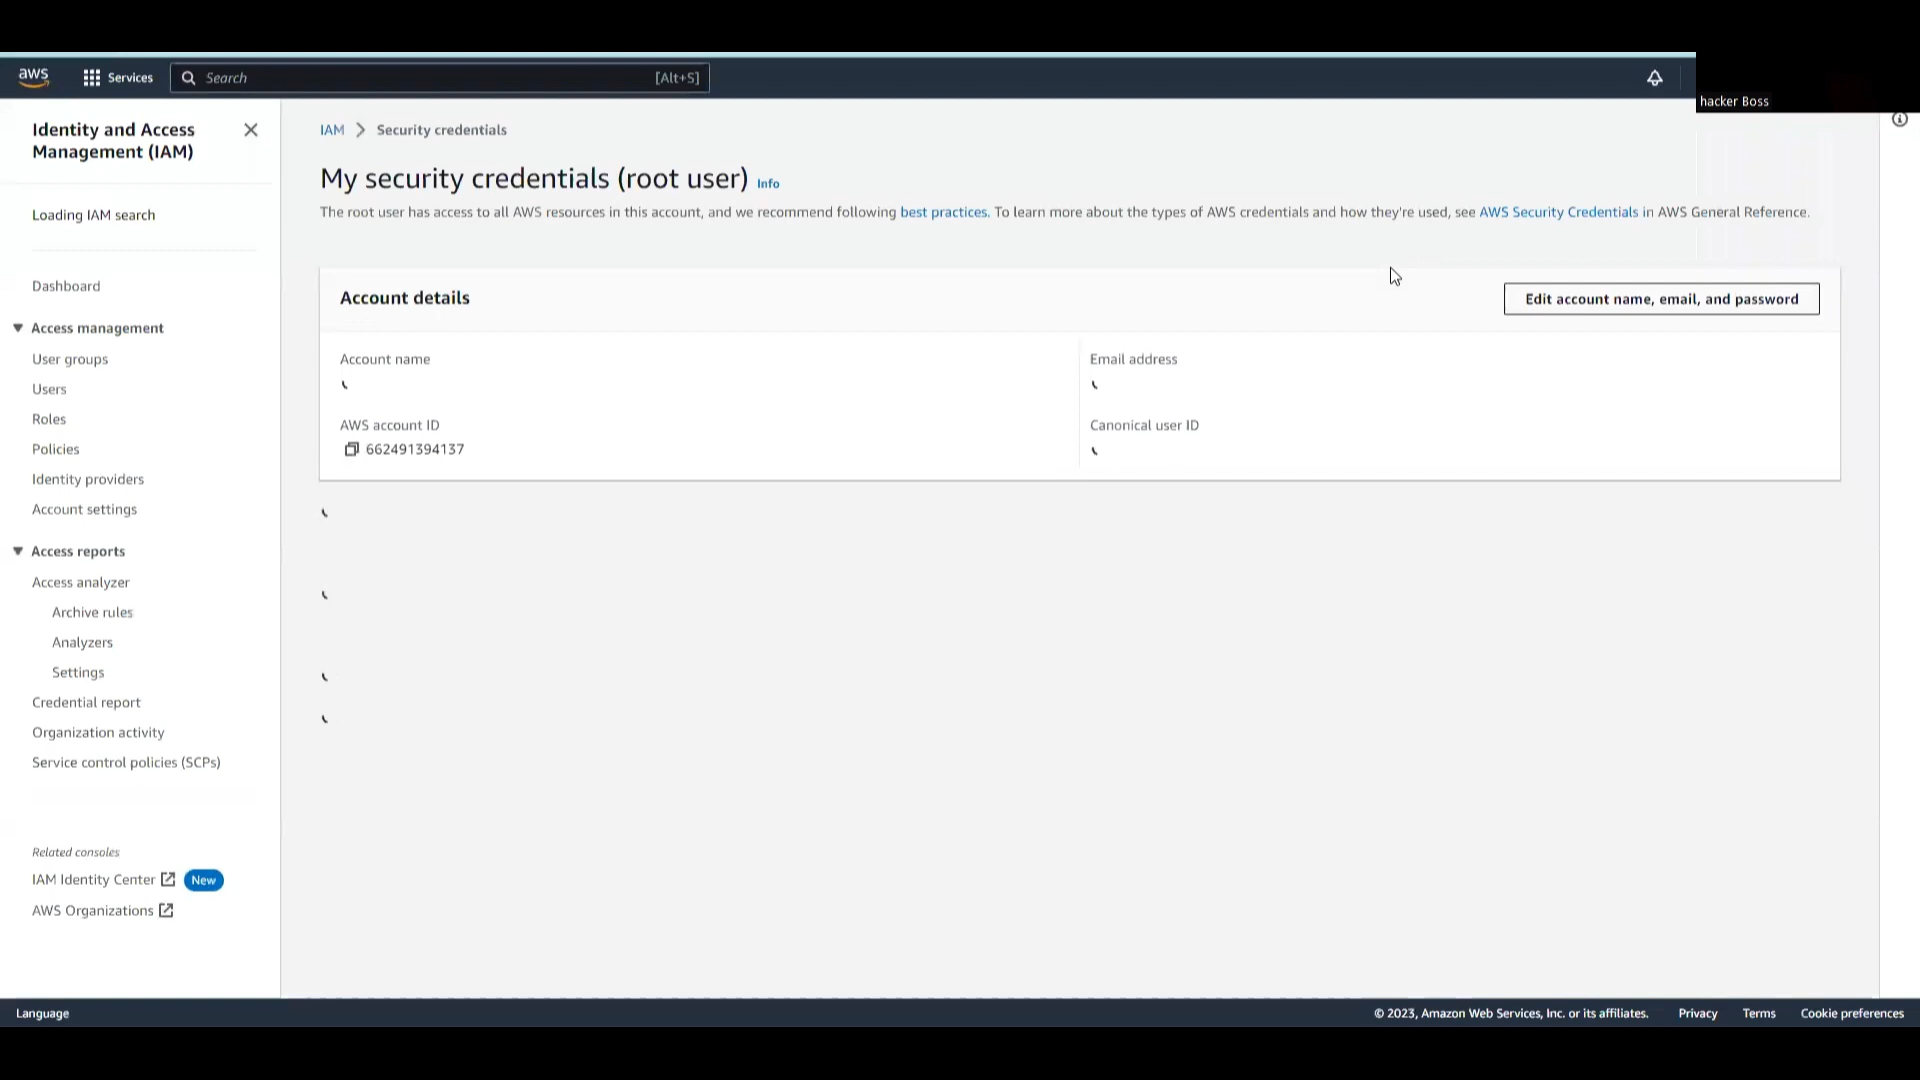 aws
Services
Search
[Alt+S]
hacker Boss
Identity and Access
Management (IAM)
Loading IAM search
Dashboard
Access management
User groups
Users
Roles
Policies
Identity providers
Account settings
Access reports
Access analyzer
Archive rules
Analyzers
Settings
Credential report
Organization activity
Service control policies (SCPs)
Related consoles
IAM Identity Center New
AWS Organizations
IAM > Security credentials
My security credentials (root user) Info
The root user has access to all AWS resources in this account, and we recommend following best practices. To learn more about the types of AWS credentials and how they're used, see AWS Security Credentials in AWS General Reference.
Account details
Edit account name, email, and password
Account name
Email address
AWS account ID
662491394137
Canonical user ID
Language
© 2023, Amazon Web Services, Inc. or its affiliates.
Privacy
Terms
Cookie preferences